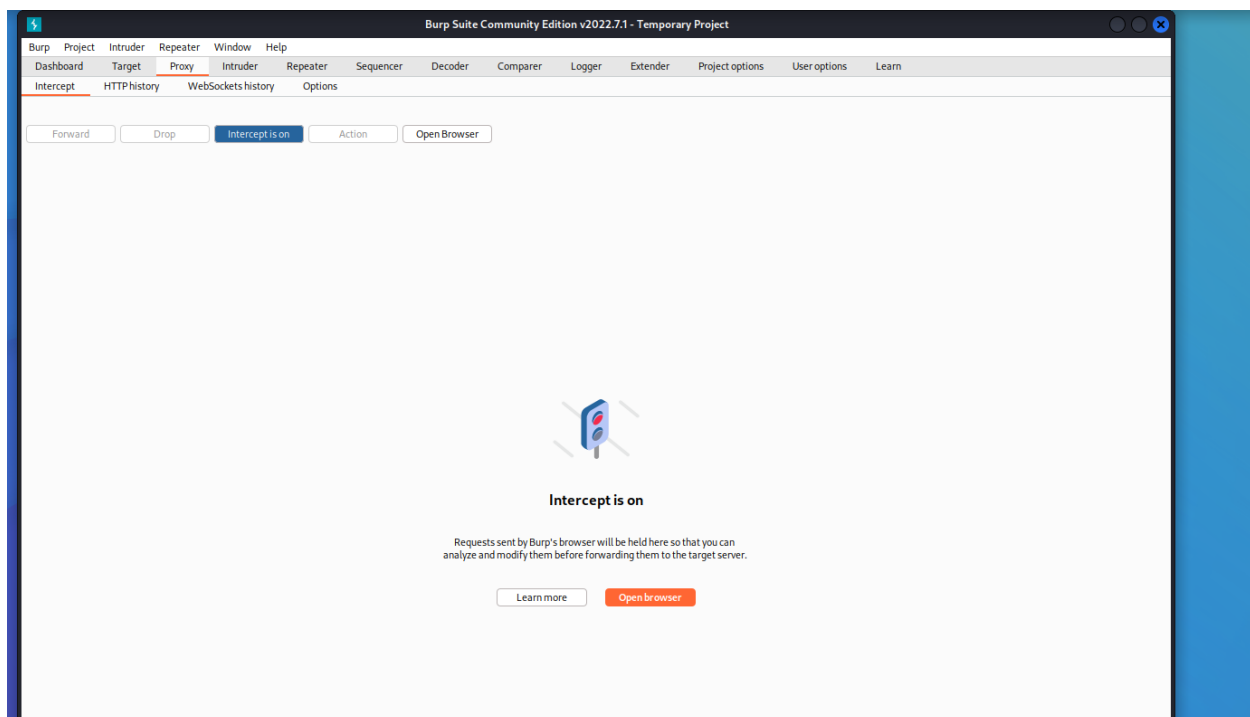 Burp Suite Community Edition v2022.7.1 - Temporary Project
Burp Project Intruder Repeater Window Help
Dashboard Target Proxy Intruder Repeater Sequencer Decoder Comparer Logger Extender Project options User options Learn
Intercept HTTP history WebSockets history Options
Forward Drop Intercept is on Action Open Browser
Intercept is on
Requests sent by Burp's browser will be held here so that you can
analyze and modify them before forwarding them to the target server.
Learn more Open browser